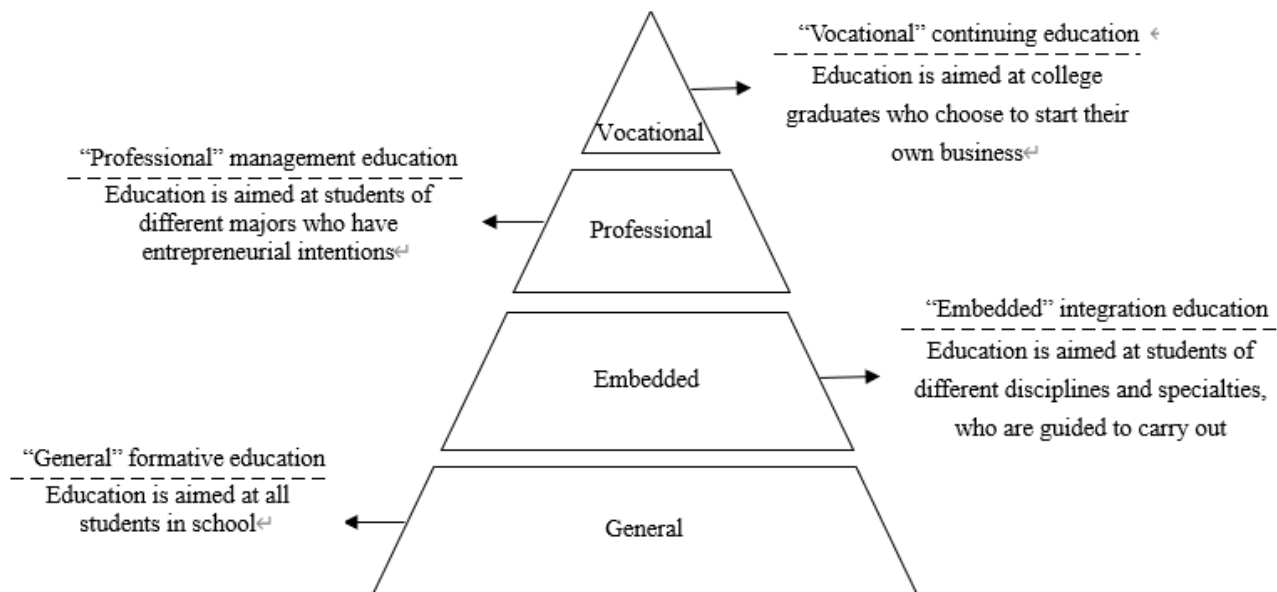 “Vocational” continuing education
Education is aimed at college
graduates who choose to start their
own business
Vocational
“Professional” management education
Education is aimed at students of
different majors who have
entrepreneurial intentions
Professional
“Embedded” integration education
Education is aimed at students of
different disciplines and specialties,
who are guided to carry out
Embedded
“General” formative education
Education is aimed at all
students in school
General